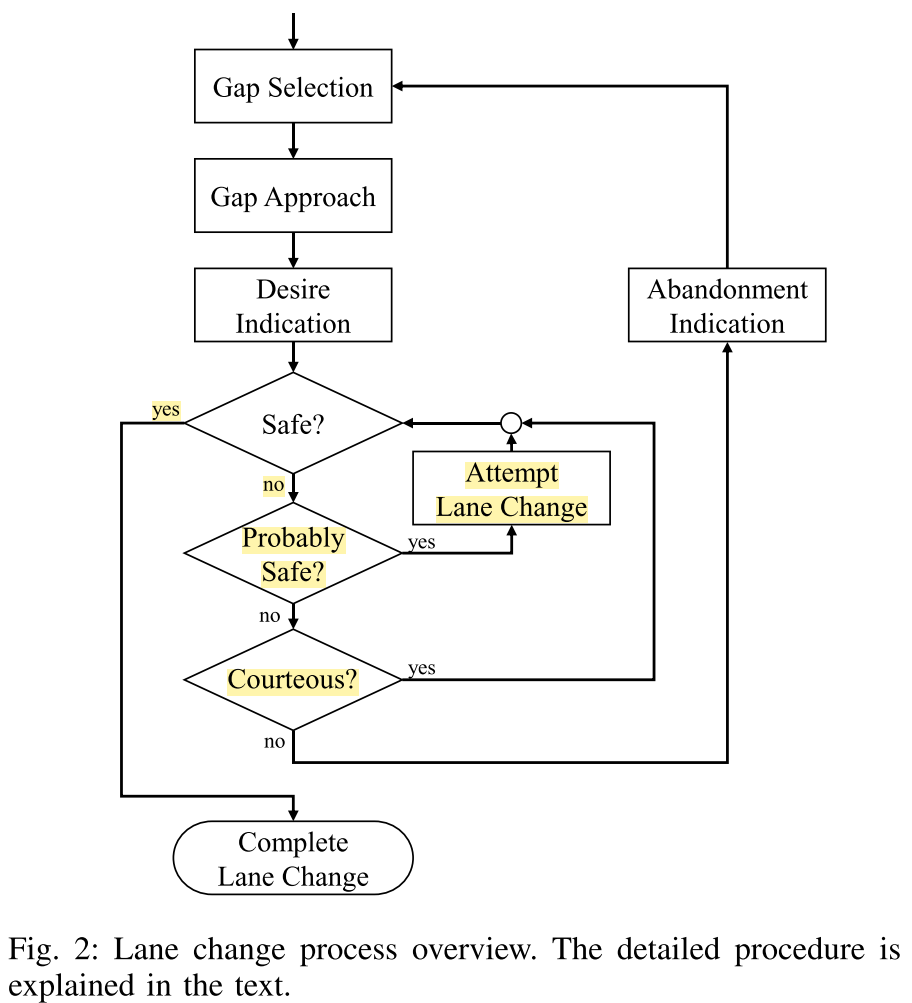 Gap Selection
Gap Approach
Desire
Indication
Abandonment
Indication
yes
Safe?
no
Attempt
Lane Change
Probably
Safe?
yes
no
Courteous?
yes
no
Complete
Lane Change
Fig. 2: Lane change process overview. The detailed procedure is
explained in the text.